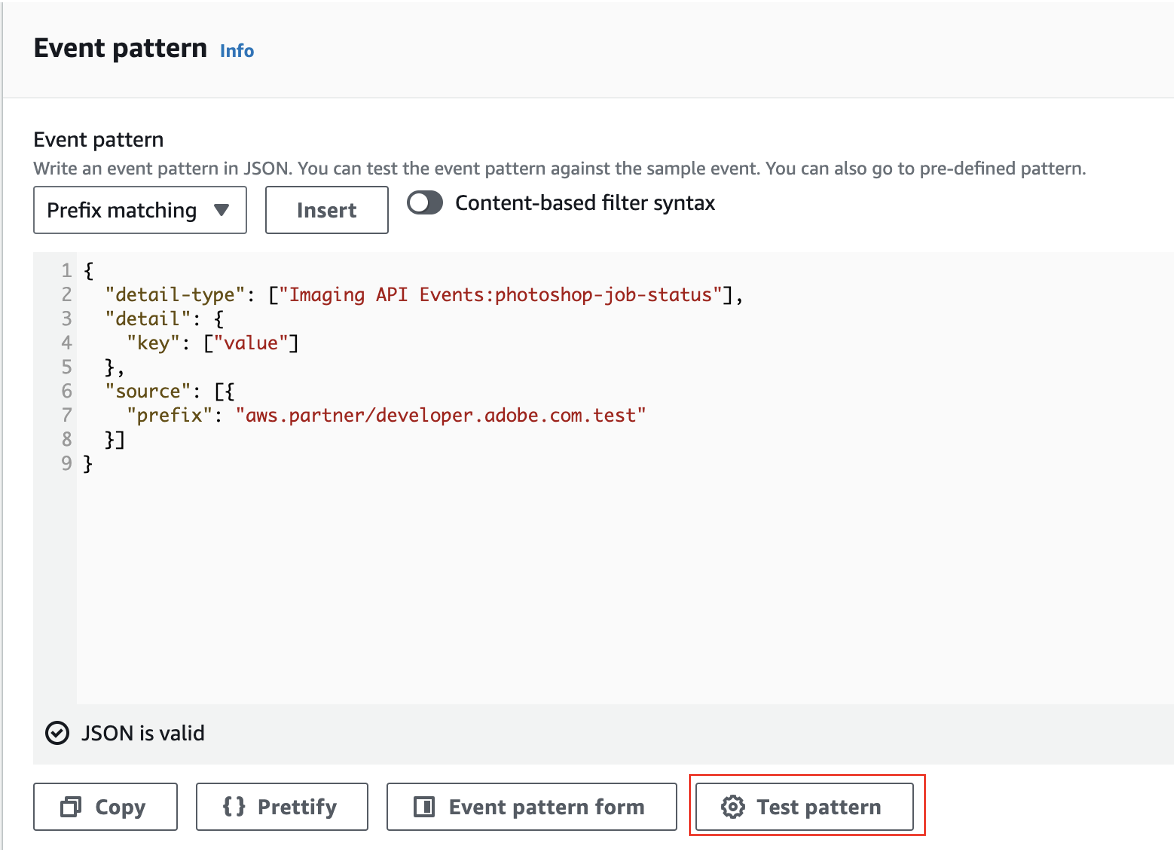 Event pattern Info
Event pattern
Write an event pattern in JSON. You can test the event pattern against the sample event. You can also go to pre-defined pattern.
Prefix matching Insert Content-based filter syntax
1 {
2 "detail-type": ["Imaging API Events:photoshop-job-status"],
3 "detail": {
4 "key": ["value"]
5 },
6 "source": [{
7 "prefix": "aws.partner/developer.adobe.com.test"
8 }]
9 }
JSON is valid
Copy {} Prettify Event pattern form Test pattern